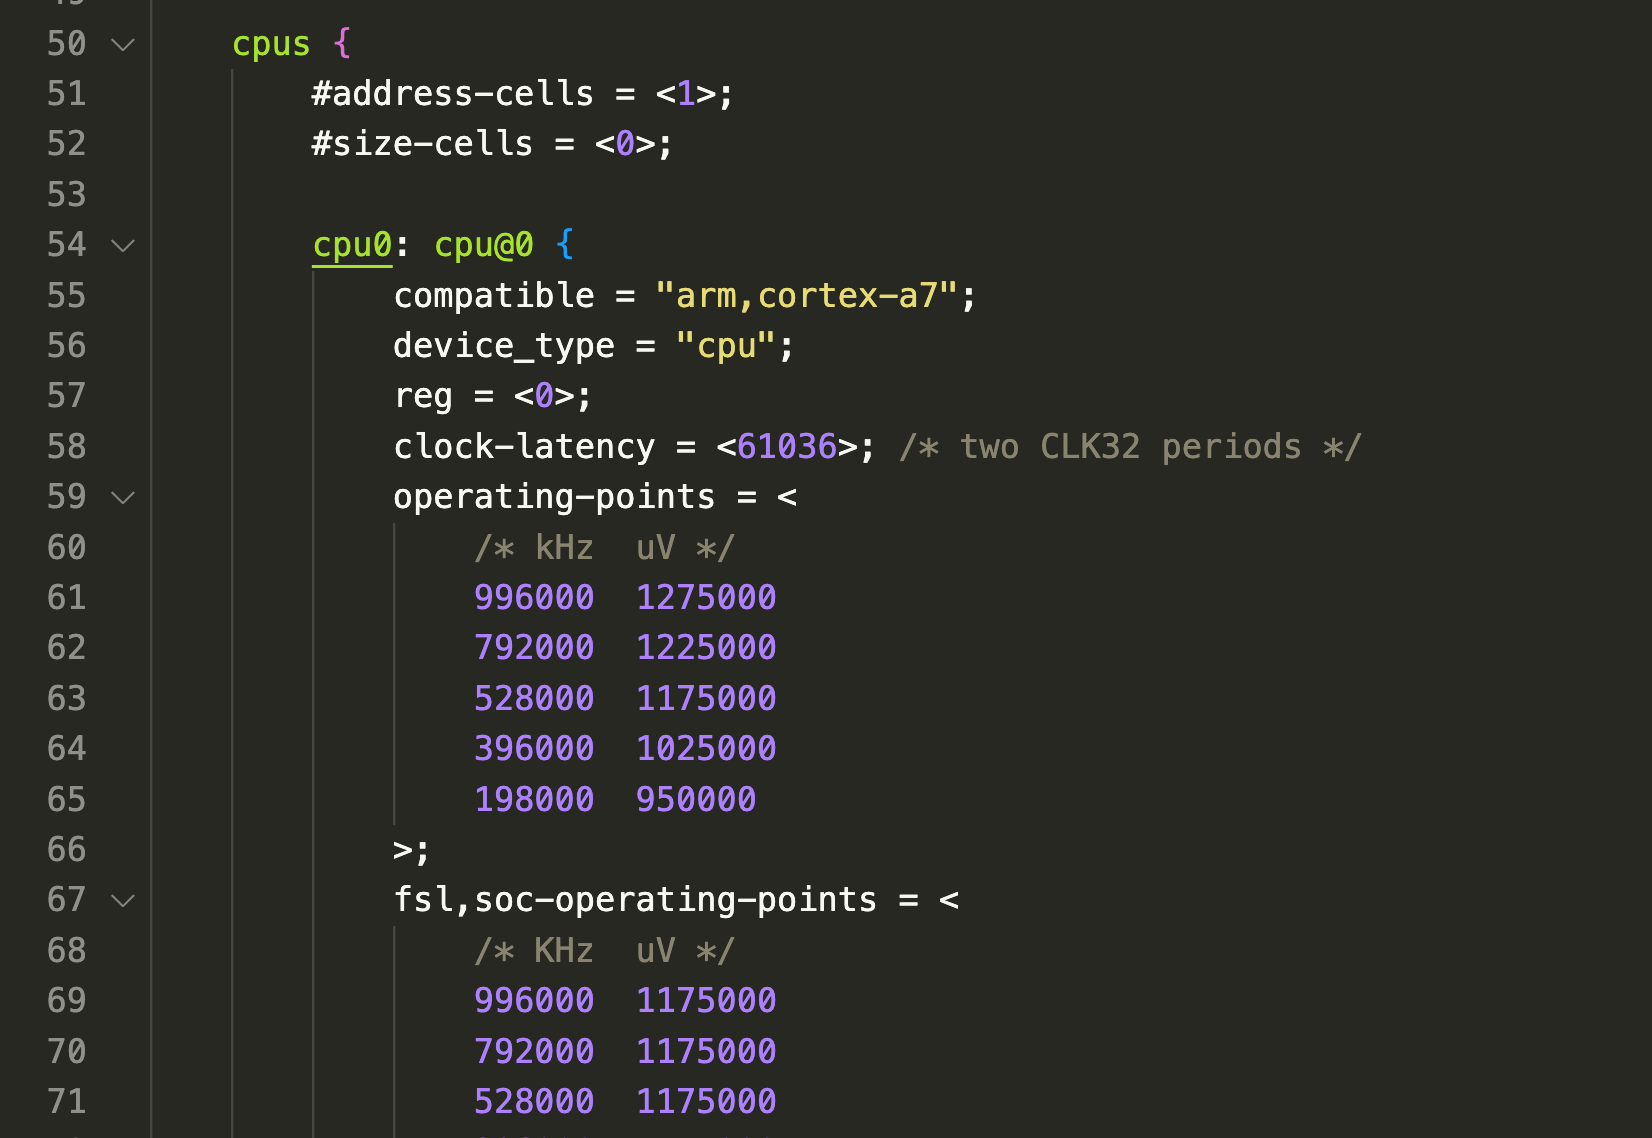 50 cpus {
51 #address-cells = <1>;
52 #size-cells = <0>;
53
54 cpu0: cpu@0 {
55 compatible = "arm,cortex-a7";
56 device_type = "cpu";
57 reg = <0>;
58 clock-latency = <61036>; /* two CLK32 periods */
59 operating-points = <
60 /* kHz uV */
61 996000 1275000
62 792000 1225000
63 528000 1175000
64 396000 1025000
65 198000 950000
66 >;
67 fsl,soc-operating-points = <
68 /* KHz uV */
69 996000 1175000
70 792000 1175000
71 528000 1175000